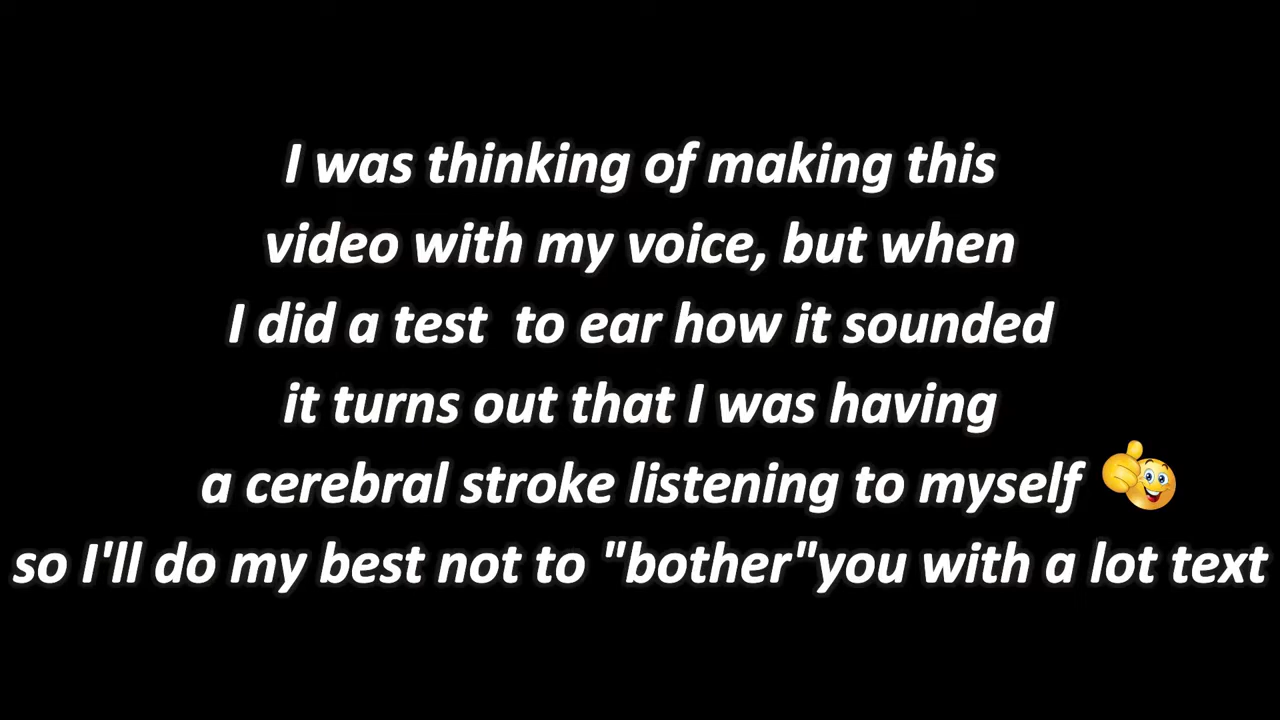 I was thinking of making this
video with my voice, but when
I did a test  to ear how it sounded
it turns out that I was having
a cerebral stroke listening to myself
so I'll do my best not to "bother"you with a lot text